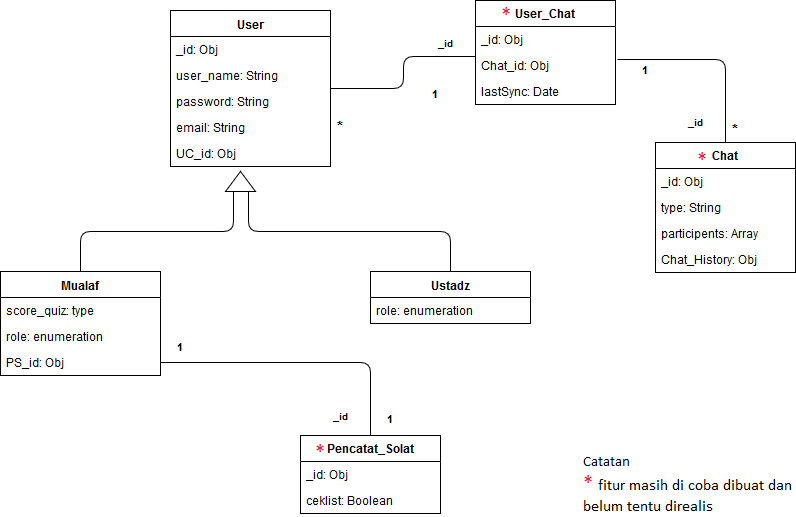 User
_id: Obj
user_name: String
password: String
email: String
UC_id: Obj
_id
1
*
* User_Chat
_id: Obj
Chat_id: Obj
lastSync: Date
1
_id
*
* Chat
_id: Obj
type: String
participents: Array
Chat_History: Obj
Mualaf
score_quiz: type
role: enumeration
PS_id: Obj
Ustadz
role: enumeration
1
_id
1
* Pencatat_Solat
_id: Obj
ceklist: Boolean
Catatan
* fitur masih di coba dibuat dan
belum tentu direalis